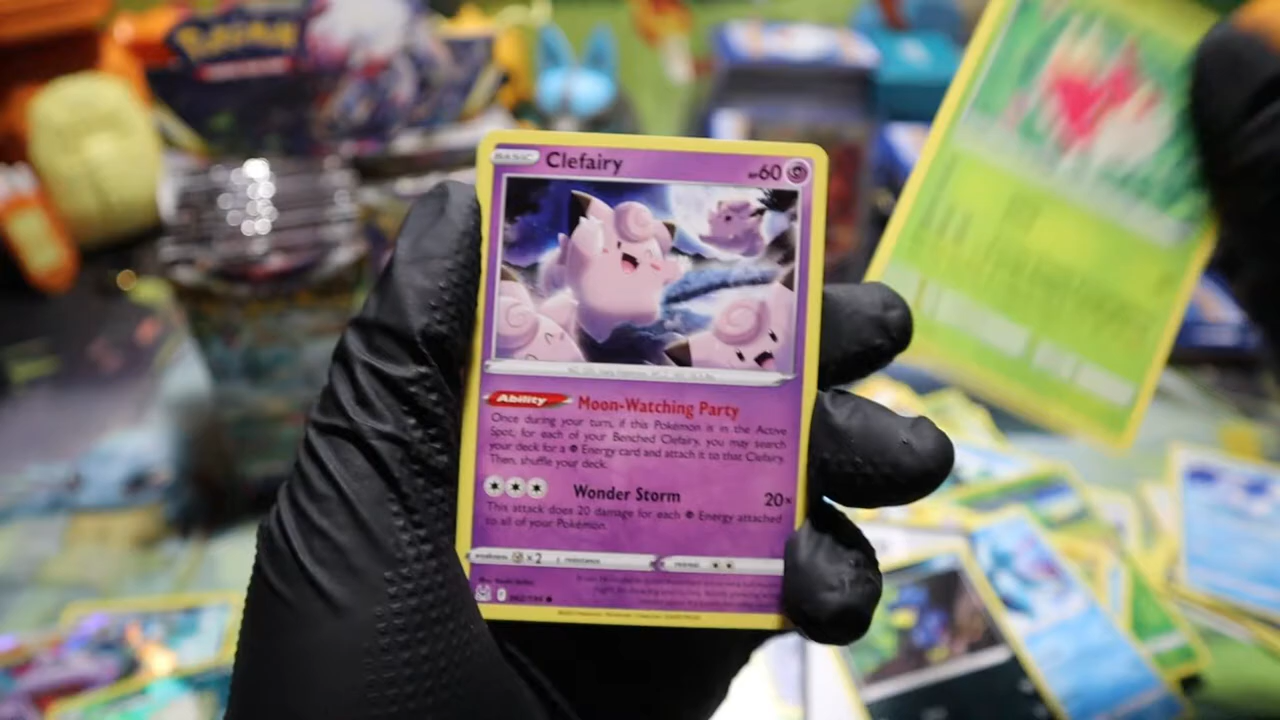 Pokémon
BASIC Clefairy HP60
Ability Moon-Watching Party
Once during your turn, if this Pokémon is in the Active
Spot, for each of your Benched Clefairy, you may search
your deck for a Energy card and attach it to that Clefairy.
Then, shuffle your deck.
Wonder Storm 20×
This attack does 20 damage for each Energy attached
to all of your Pokémon.
weakness ×2 resistance retreat